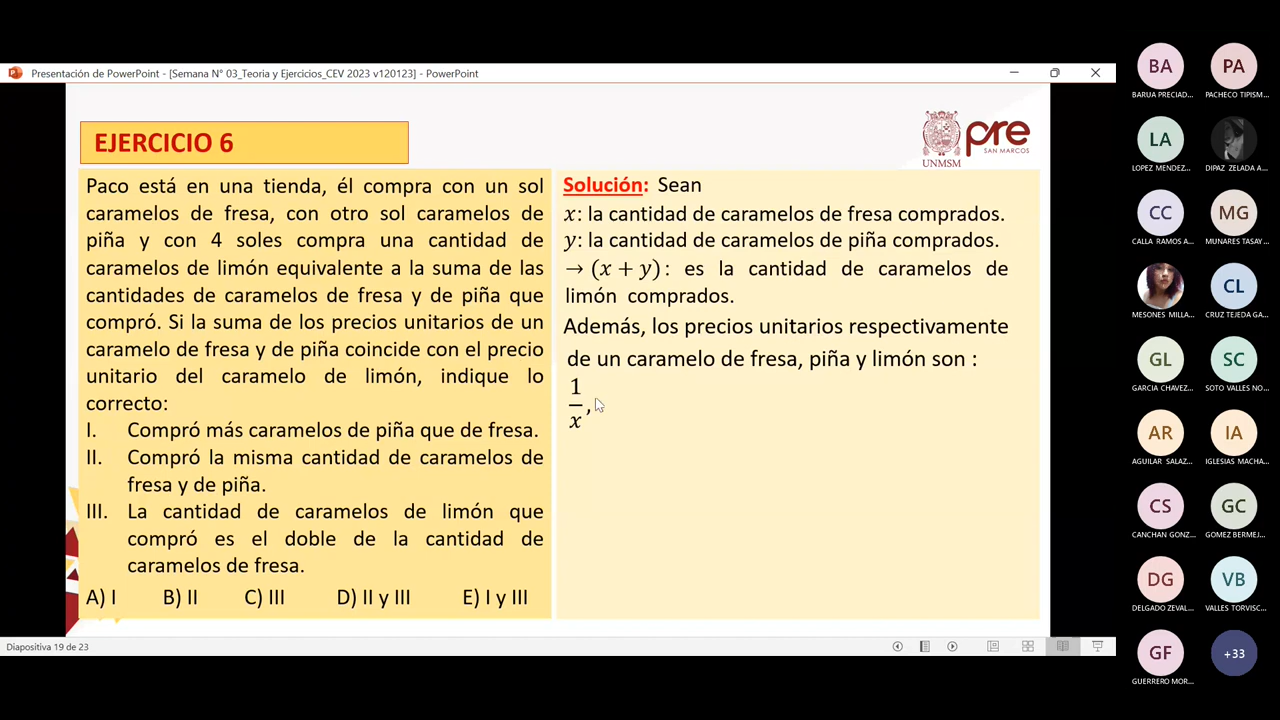 Presentación de PowerPoint - [Semana N° 03_Teoria y Ejercicios_CEV 2023 v120123] - PowerPoint
EJERCICIO 6
UNMSM
pre
SAN MARCOS
Paco está en una tienda, él compra con un sol
caramelos de fresa, con otro sol caramelos de
piña y con 4 soles compra una cantidad de
caramelos de limón equivalente a la suma de las
cantidades de caramelos de fresa y de piña que
compró. Si la suma de los precios unitarios de un
caramelo de fresa y de piña coincide con el precio
unitario del caramelo de limón, indique lo
correcto:
I. Compró más caramelos de piña que de fresa.
II. Compró la misma cantidad de caramelos de
fresa y de piña.
III. La cantidad de caramelos de limón que
compró es el doble de la cantidad de
caramelos de fresa.
A) I B) II C) III D) II y III E) I y III
Solución: Sean
x: la cantidad de caramelos de fresa comprados.
y: la cantidad de caramelos de piña comprados.
→ (x + y): es la cantidad de caramelos de
limón comprados.
Además, los precios unitarios respectivamente
de un caramelo de fresa, piña y limón son :
1
x,
Diapositiva 19 de 23
BA
BARUA PRECIAD...
PA
PACHECO TIPISM...
LA
LOPEZ MENDEZ...
DIPAZ ZELADA A...
CC
CALLA RAMOS A...
MG
MUNARES TASAY...
MESONES MILLA...
CL
CRUZ TEJEDA GA...
GL
GARCIA CHAVEZ...
SC
SOTO VALLES NO...
AR
AGUILAR SALAZ...
IA
IGLESIAS MACHA...
CS
CANCHAN GONZ...
GC
GOMEZ BERMEJ...
DG
DELGADO ZEVAL...
VB
VALLES TORVISC...
GF
GUERRERO MOR...
+33